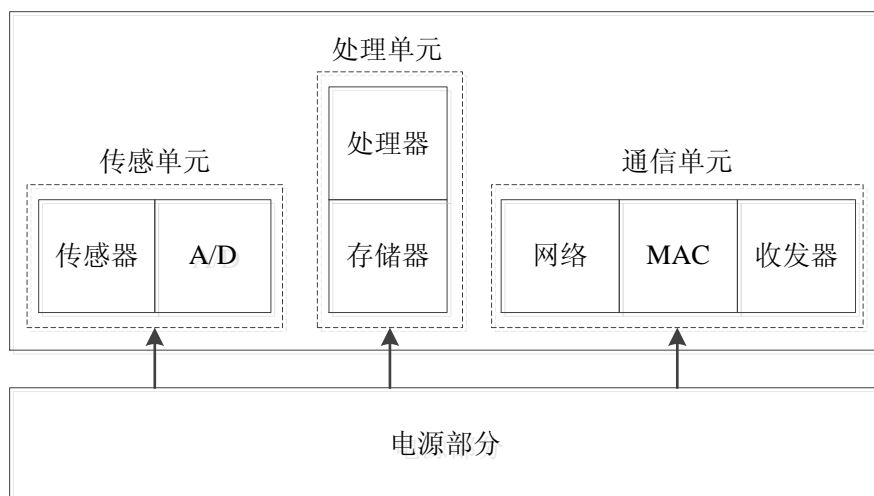 处理单元
处理器
传感单元
通信单元
传感器 A/D 存储器 网络 MAC 收发器
电源部分